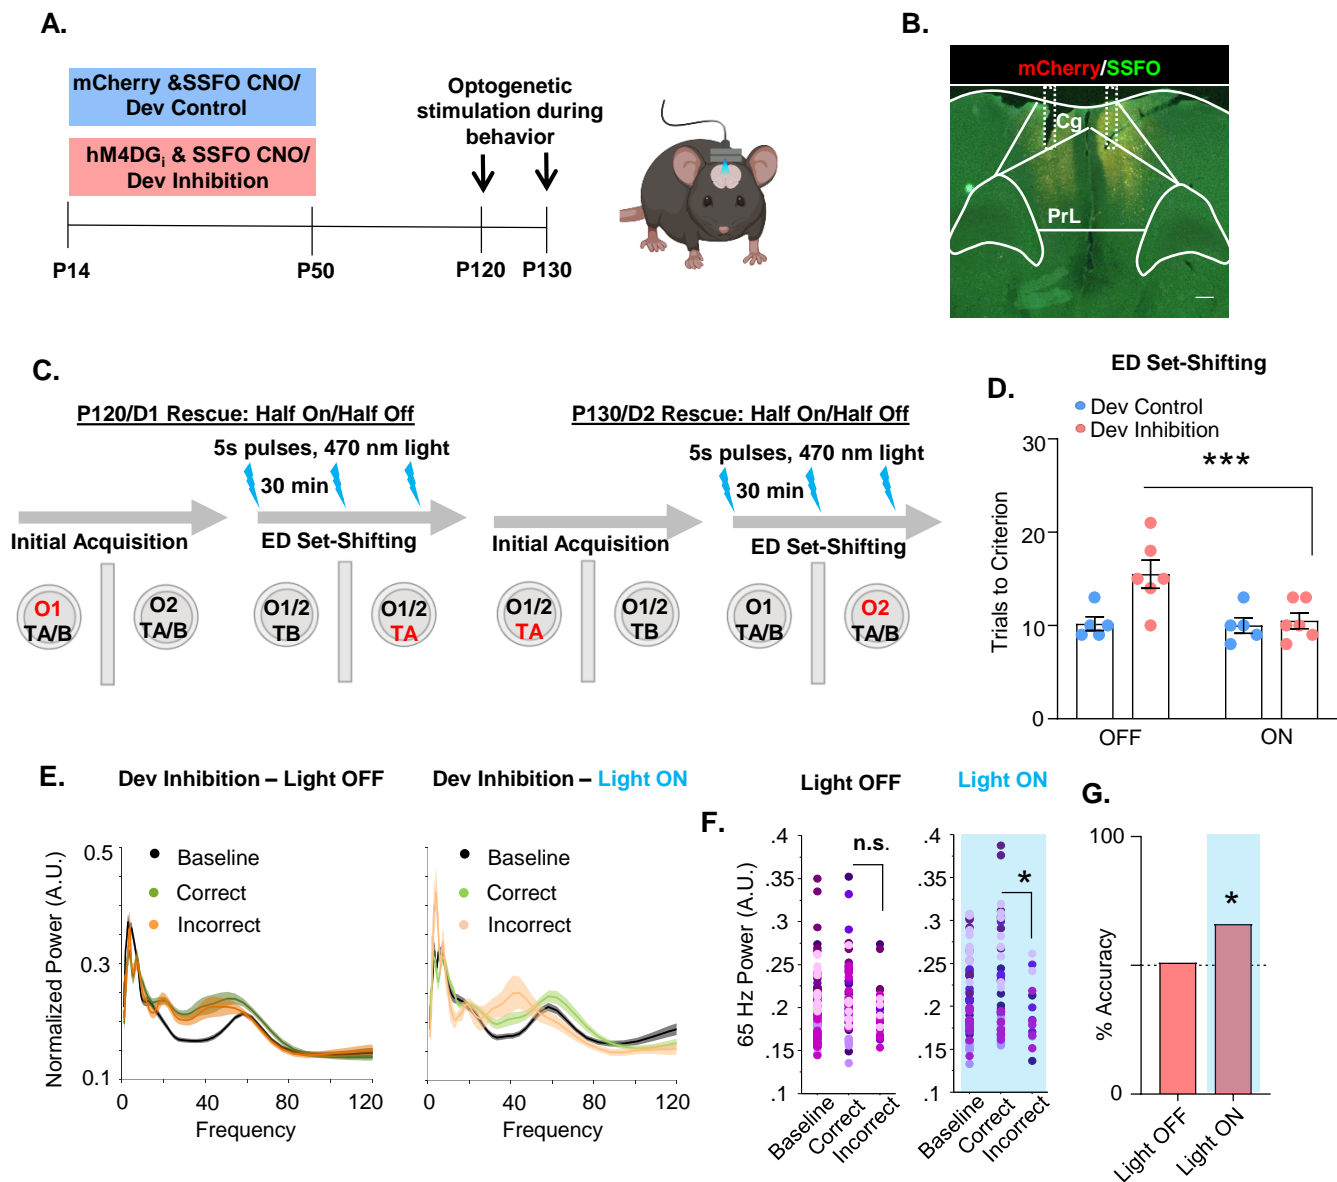 A.
mCherry &SSFO CNO/
Dev Control
hM4DGi & SSFO CNO/
Dev Inhibition
Optogenetic
stimulation during
behavior
P14
P50
P120
P130
B.
mCherry/SSFO
Cg
PrL
C.
P120/D1 Rescue: Half On/Half Off
5s pulses, 470 nm light
30 min
Initial Acquisition
ED Set-Shifting
O1
TA/B
O2
TA/B
O1/2
TB
O1/2
TA
P130/D2 Rescue: Half On/Half Off
5s pulses, 470 nm light
30 min
Initial Acquisition
ED Set-Shifting
O1/2
TA
O1/2
TB
O1
TA/B
O2
TA/B
ED Set-Shifting
D.
Dev Control
Dev Inhibition
***
Trials to Criterion
30
20
10
0
OFF
ON
E.
Dev Inhibition – Light OFF
Normalized Power (A.U.)
0.5
0.3
0.1
Baseline
Correct
Incorrect
0
40
80
120
Frequency
Dev Inhibition – Light ON
Baseline
Correct
Incorrect
0
40
80
120
Frequency
F.
Light OFF
65 Hz Power (A.U.)
.4
.35
.3
.25
.2
.15
.1
n.s.
Baseline
Correct
Incorrect
Light ON
.4
.35
.3
.25
.2
.15
.1
*
Baseline
Correct
Incorrect
G.
% Accuracy
100
0
*
Light OFF
Light ON